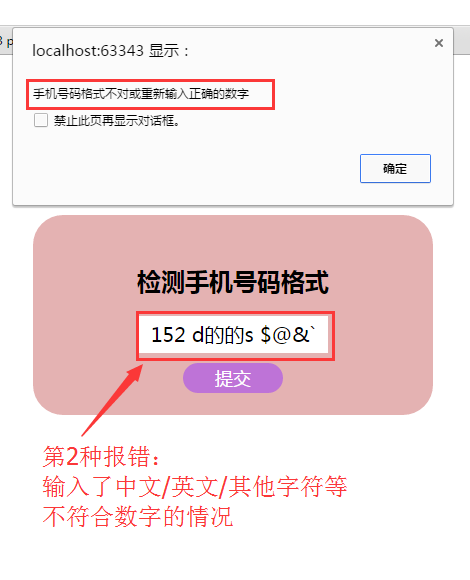 3 p
localhost:63343 显示：
手机号码格式不对或重新输入正确的数字
禁止此页再显示对话框。
确定
检测手机号码格式
152 d的的s $@&`
提交
第2种报错：
输入了中文/英文/其他字符等
不符合数字的情况